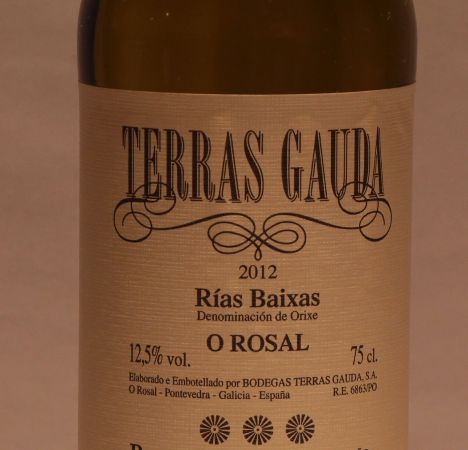 TERRAS GAUDA
2012
Rías Baixas
Denominación de Orixe
O ROSAL
12,5% vol. 75 cl.
Elaborado e Embotellado por BODEGAS TERRAS GAUDA, S.A.
O Rosal - Pontevedra - Galicia - España R.E. 6863/PO